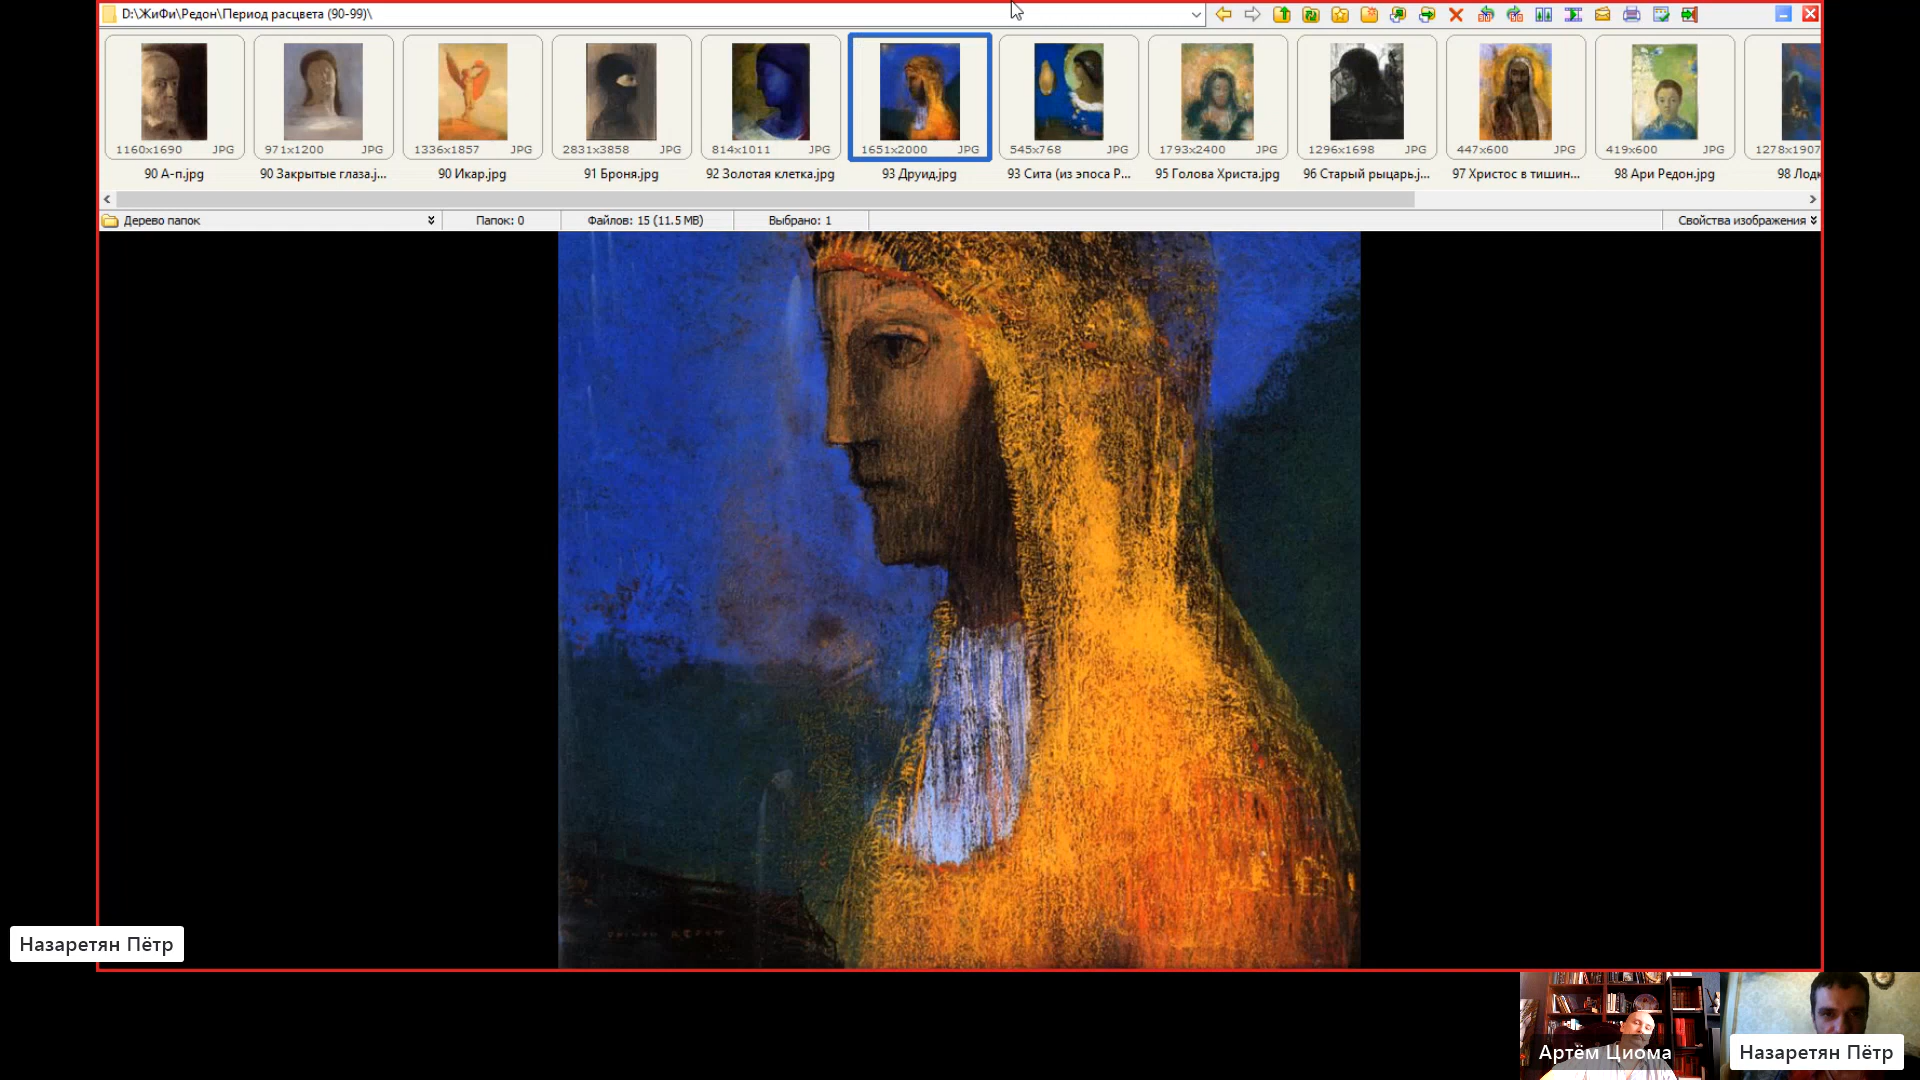 D:\ЖиФи\Редон\Период расцвета (90-99)\
1160x1690 JPG
971x1200 JPG
1336x1857 JPG
2831x3858 JPG
814x1011 JPG
1651x2000 JPG
545x768 JPG
1793x2400 JPG
1296x1698 JPG
447x600 JPG
419x600 JPG
1278x1907
90 А-п.jpg
90 Закрытые глаза.j...
90 Икар.jpg
91 Броня.jpg
92 Золотая клетка.jpg
93 Друид.jpg
93 Сита (из эпоса Р...
95 Голова Христа.jpg
96 Старый рыцарь.j...
97 Христос в тишин...
98 Ари Редон.jpg
98 Лодк
Дерево папок
Папок: 0
Файлов: 15 (11.5 MB)
Выбрано: 1
Свойства изображения
Назаретян Пётр
Артём Циома
Назаретян Пётр